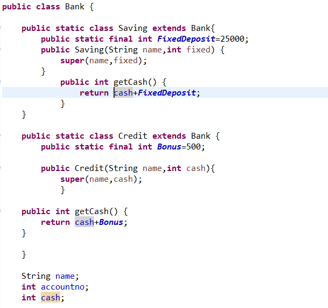 public class Bank {
public static class Saving extends Bank{
public static final int FixedDeposit=25000;
public Saving(String name,int fixed) {
super(name,fixed);
}
public int getCash() {
return cash+FixedDeposit;
}
}
public static class Credit extends Bank {
public static final int Bonus=500;
public Credit(String name,int cash){
super(name,cash);
}
public int getCash() {
return cash+Bonus;
}
}
String name;
int accountno;
int cash;